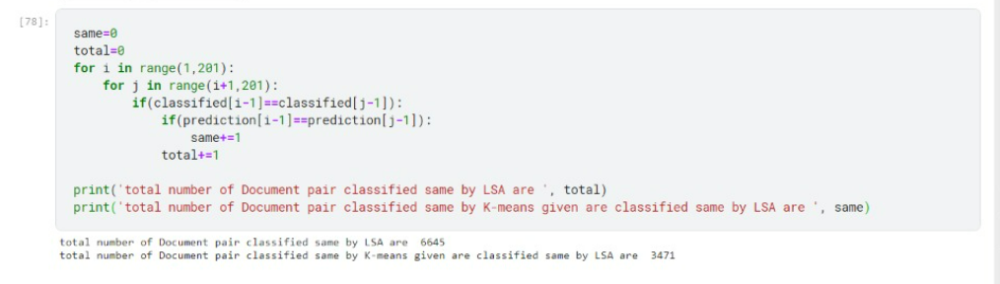 [78]:
same=0
total=0
for i in range(1,201):
    for j in range(i+1,201):
        if(classified[i-1]==classified[j-1]):
            if(prediction[i-1]==prediction[j-1]):
                same+=1
            total+=1

print('total number of Document pair classified same by LSA are ', total)
print('total number of Document pair classified same by K-means given are classified same by LSA are ', same)
total number of Document pair classified same by LSA are  6645
total number of Document pair classified same by K-means given are classified same by LSA are  3471